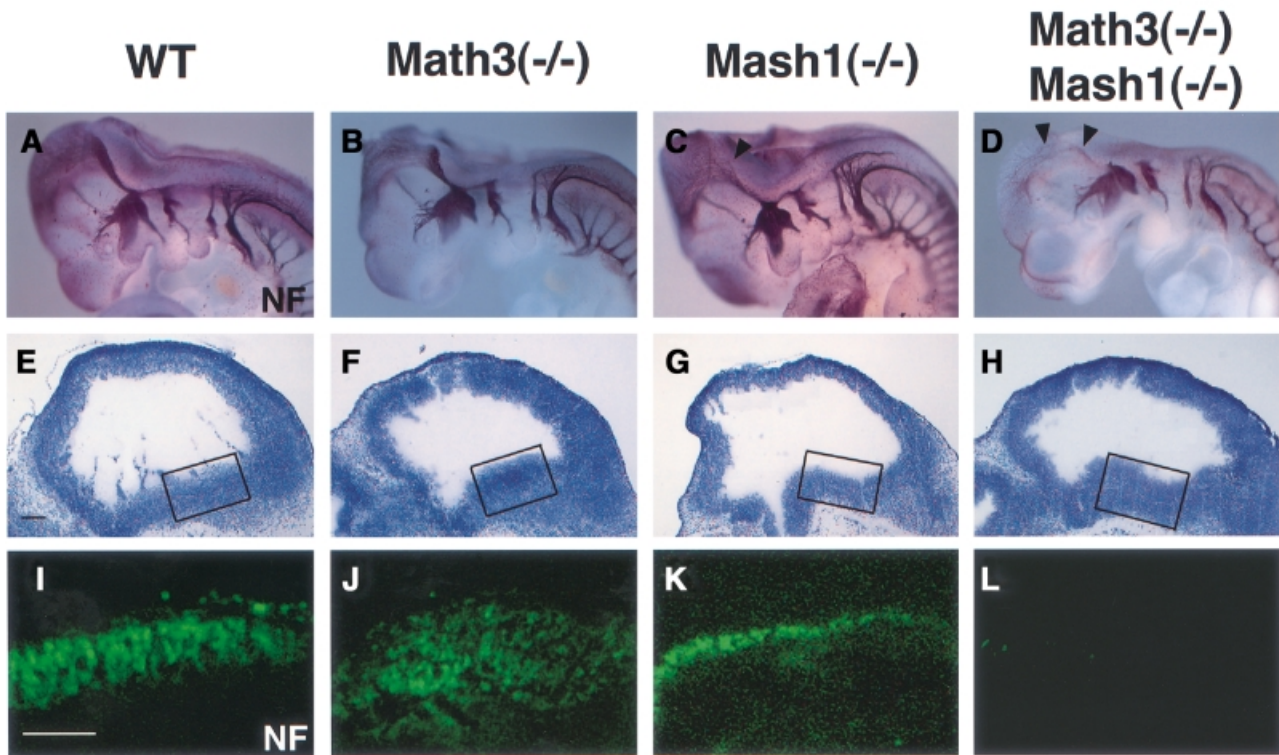 WT
Math3(-/-)
Mash1(-/-)
Math3(-/-)
Mash1(-/-)
A
NF
B
C
D
E
F
G
H
I
NF
J
K
L